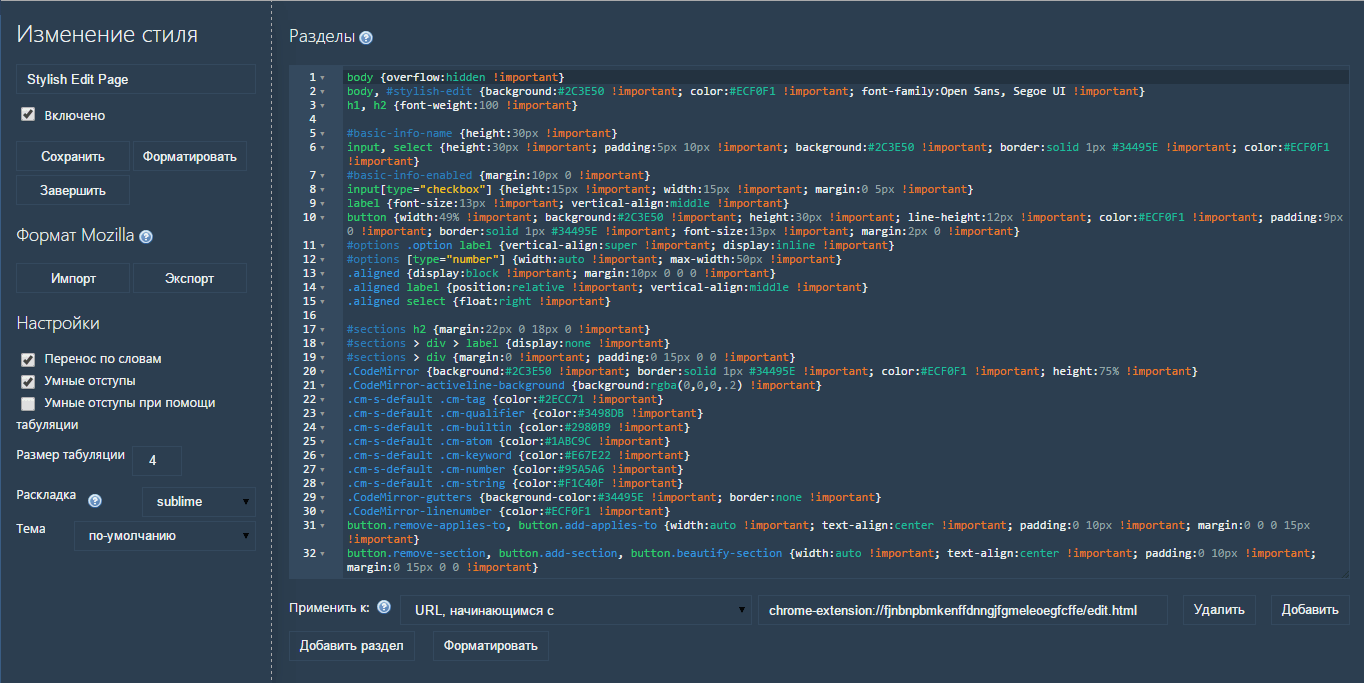 Изменение стиля
Stylish Edit Page
Включено
Сохранить
Форматировать
Завершить
Формат Mozilla
Импорт
Экспорт
Настройки
Перенос по словам
Умные отступы
Умные отступы при помощи
табуляции
Размер табуляции 4
Раскладка sublime
Тема по-умолчанию
Разделы
1 body {overflow:hidden !important}
2 body, #stylish-edit {background:#2C3E50 !important; color:#ECF0F1 !important; font-family:Open Sans, Segoe UI !important}
3 h1, h2 {font-weight:100 !important}
4
5 #basic-info-name {height:30px !important}
6 input, select {height:30px !important; padding:5px 10px !important; background:#2C3E50 !important; border:solid 1px #34495E !important; color:#ECF0F1
!important}
7 #basic-info-enabled {margin:10px 0 !important}
8 input[type="checkbox"] {height:15px !important; width:15px !important; margin:0 5px !important}
9 label {font-size:13px !important; vertical-align:middle !important}
10 button {width:49% !important; background:#2C3E50 !important; height:30px !important; line-height:12px !important; color:#ECF0F1 !important; padding:9px
0 !important; border:solid 1px #34495E !important; font-size:13px !important; margin:2px 0 !important}
11 #options .option label {vertical-align:super !important; display:inline !important}
12 #options [type="number"] {width:auto !important; max-width:50px !important}
13 .aligned {display:block !important; margin:10px 0 0 0 !important}
14 .aligned label {position:relative !important; vertical-align:middle !important}
15 .aligned select {float:right !important}
16
17 #sections h2 {margin:22px 0 18px 0 !important}
18 #sections > div > label {display:none !important}
19 #sections > div {margin:0 !important; padding:0 15px 0 0 !important}
20 .CodeMirror {background:#2C3E50 !important; border:solid 1px #34495E !important; color:#ECF0F1 !important; height:75% !important}
21 .CodeMirror-activeline-background {background:rgba(0,0,0,.2) !important}
22 .cm-s-default .cm-tag {color:#2ECC71 !important}
23 .cm-s-default .cm-qualifier {color:#3498DB !important}
24 .cm-s-default .cm-builtin {color:#2980B9 !important}
25 .cm-s-default .cm-atom {color:#1ABC9C !important}
26 .cm-s-default .cm-keyword {color:#E67E22 !important}
27 .cm-s-default .cm-number {color:#95A5A6 !important}
28 .cm-s-default .cm-string {color:#F1C40F !important}
29 .CodeMirror-gutters {background-color:#34495E !important; border:none !important}
30 .CodeMirror-linenumber {color:#ECF0F1 !important}
31 button.remove-applies-to, button.add-applies-to {width:auto !important; text-align:center !important; padding:0 10px !important; margin:0 0 0 15px
!important}
32 button.remove-section, button.add-section, button.beautify-section {width:auto !important; text-align:center !important; padding:0 10px !important;
margin:0 15px 0 0 !important}
Применить к: URL, начинающимся с chrome-extension://fjnbnpbmkenffdnngjfgmeleoegfcffe/edit.html Удалить Добавить
Добавить раздел Форматировать